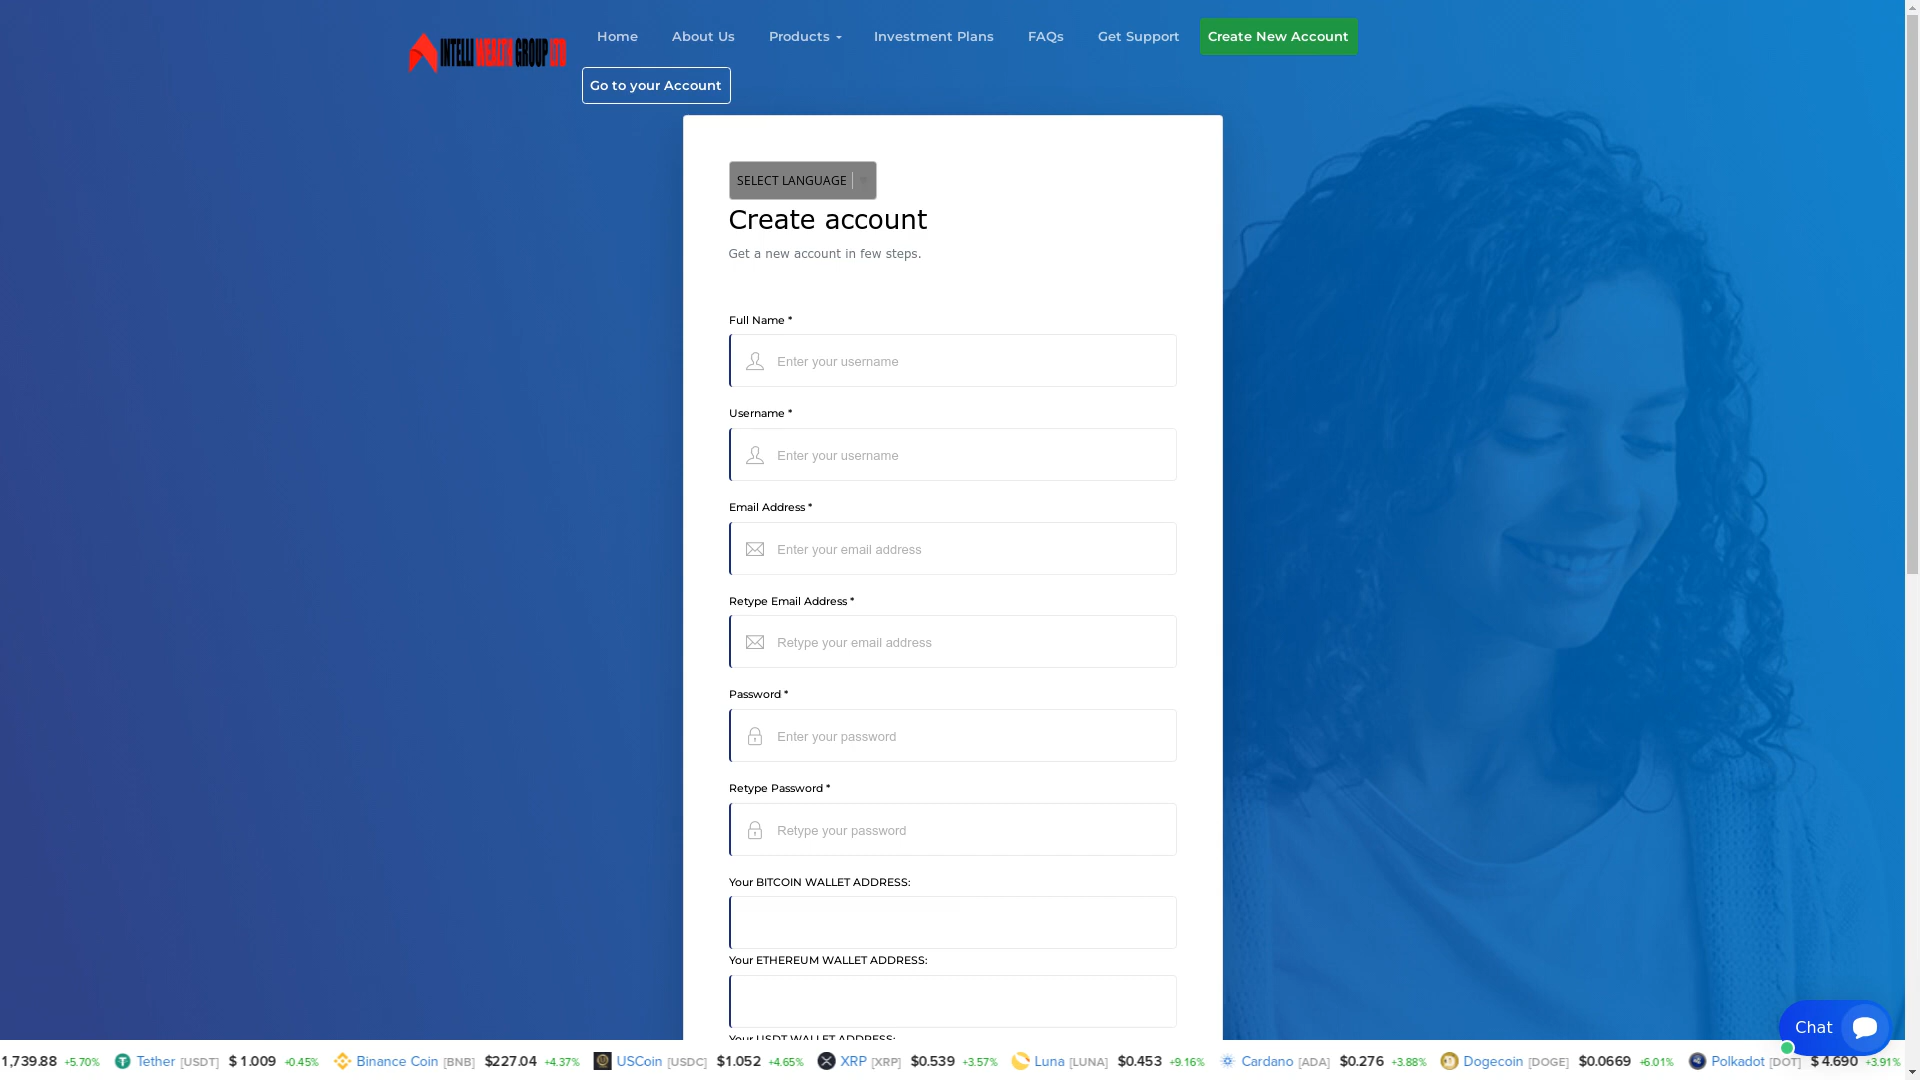 INTELLI WEALTH GROUP LTD
Home
About Us
Products
Investment Plans
FAQs
Get Support
Create New Account
Go to your Account
SELECT LANGUAGE
Create account
Get a new account in few steps.
Full Name *
Enter your username
Username *
Enter your username
Email Address *
Enter your email address
Retype Email Address *
Retype your email address
Password *
Enter your password
Retype Password *
Retype your password
Your BITCOIN WALLET ADDRESS:
Your ETHEREUM WALLET ADDRESS:
Your USDT WALLET ADDRESS:
Chat
1,739.88 +5.70% Tether [USDT] $ 1.009 +0.45% Binance Coin [BNB] $227.04 +4.37% USCoin [USDC] $1.052 +4.65% XRP [XRP] $0.539 +3.57% Luna [LUNA] $0.453 +9.16% Cardano [ADA] $0.276 +3.88% Dogecoin [DOGE] $0.0669 +6.01% Polkadot [DOT] $ 4.690 +3.91%